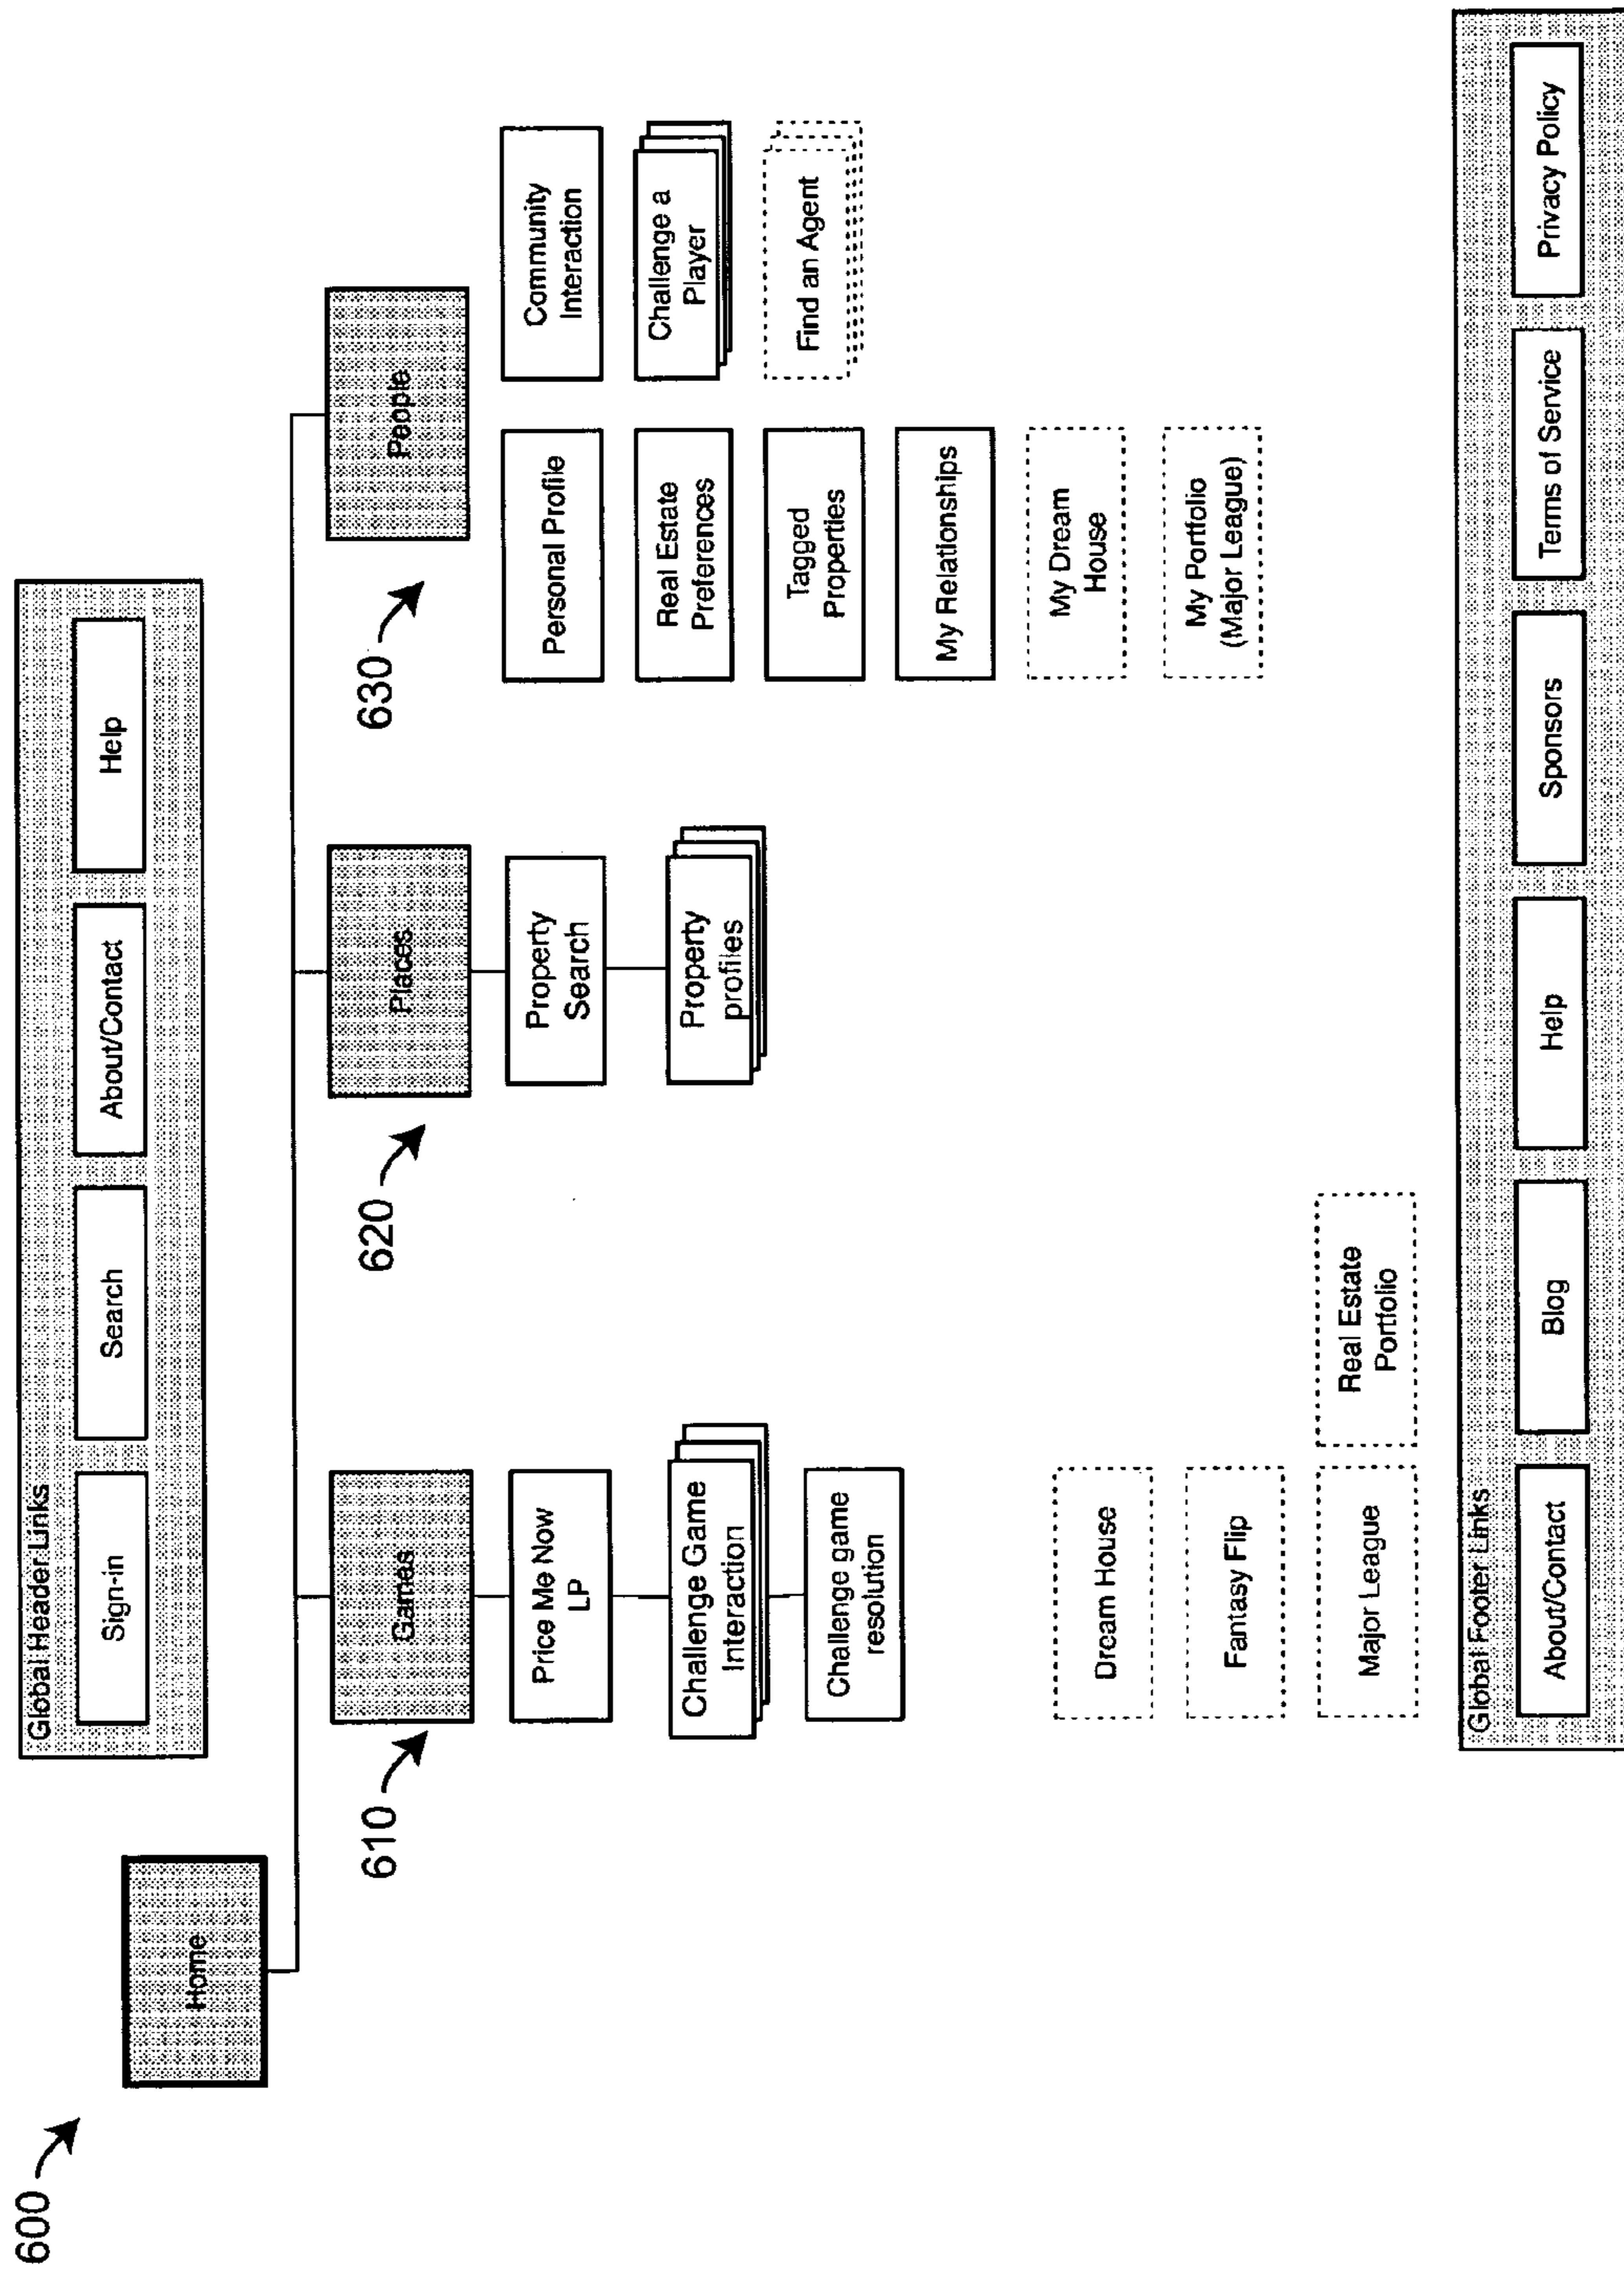 600
Home
Global Header Links
Sign-in
Search
About/Contact
Help
610
Games
Price Me Now
LP
Challenge Game
Interaction
Challenge game
resolution
Dream House
Fantasy Flip
Major League
Real Estate
Portfolio
620
Places
Property
Search
Property
profiles
630
People
Personal Profile
Real Estate
Preferences
Tagged
Properties
My Relationships
My Dream
House
My Portfolio
(Major League)
Community
Interaction
Challenge a
Player
Find an Agent
Global Footer Links
About/Contact
Blog
Help
Sponsors
Terms of Service
Privacy Policy